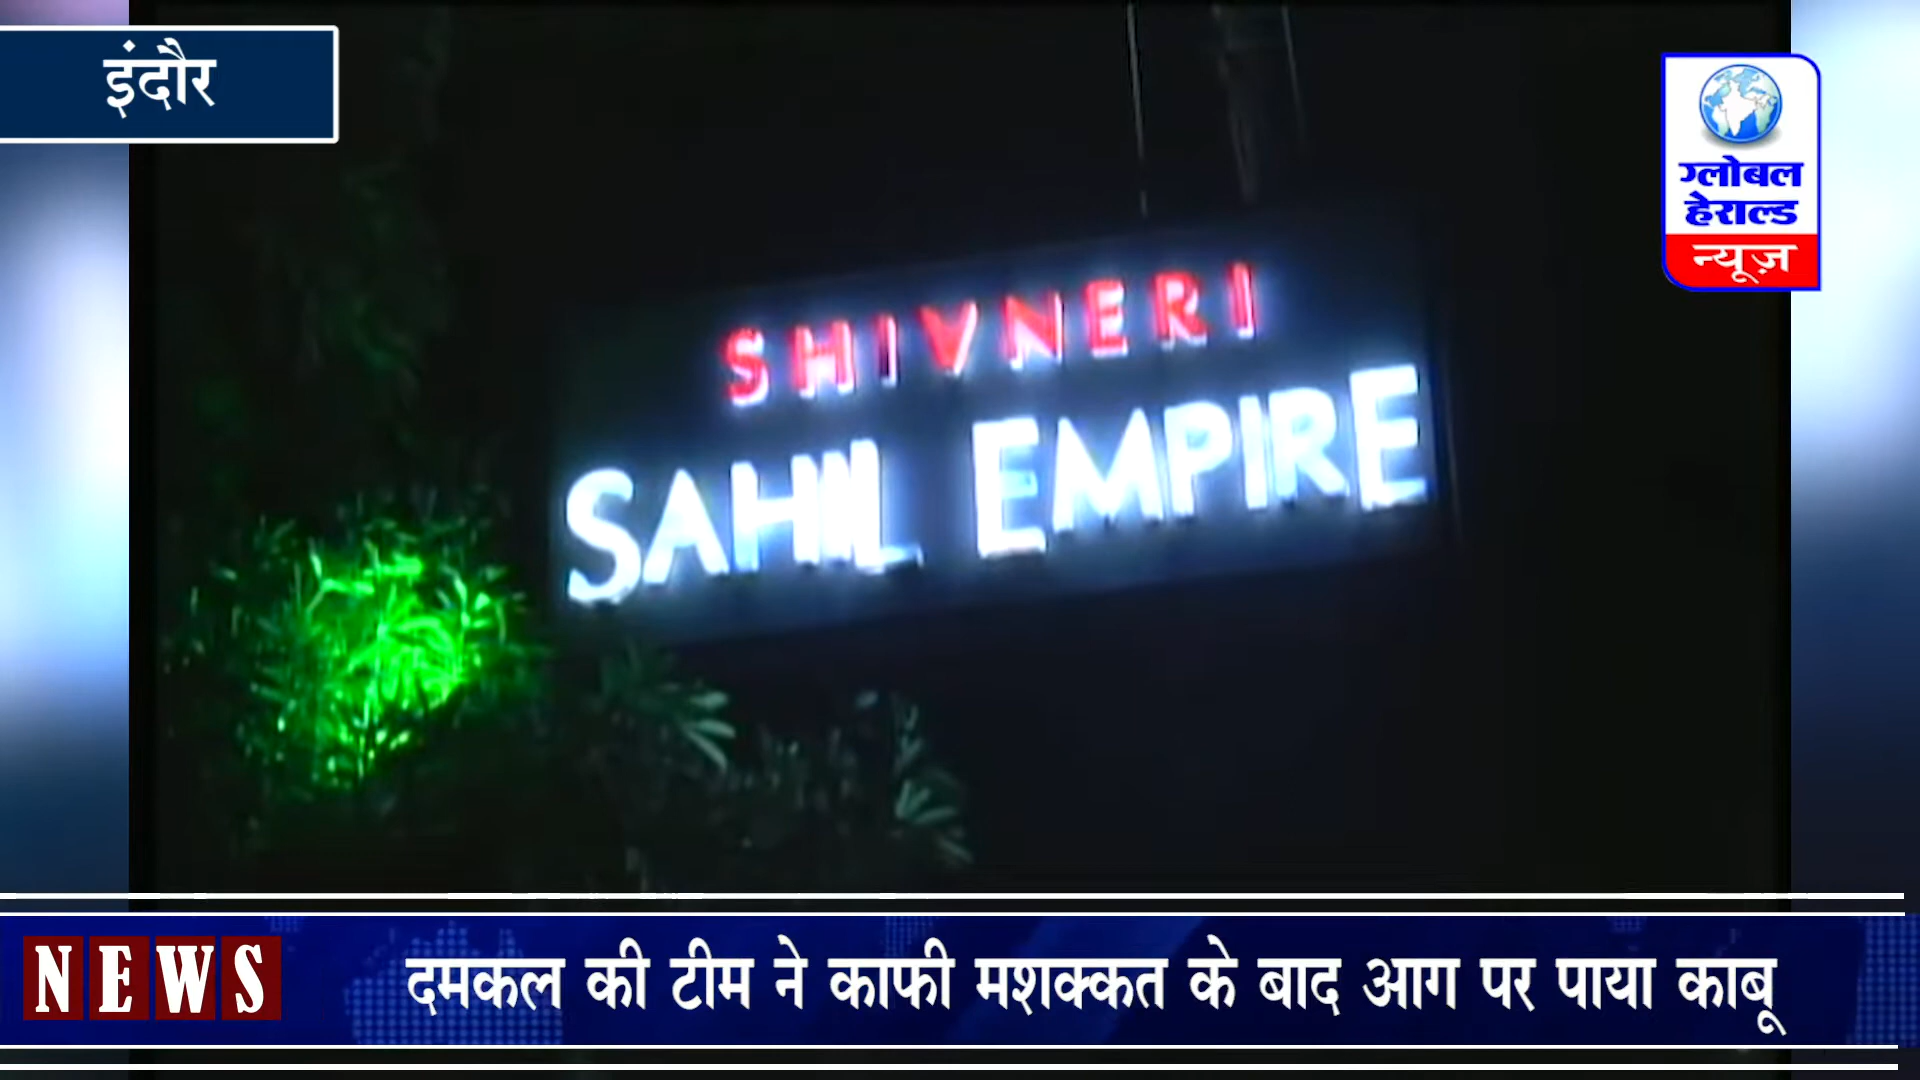 इंदौर
ग्लोबल
हेराल्ड
न्यूज़
SHIVNERI
SAHIL EMPIRE
NEWS
दमकल की टीम ने काफी मशक्कत के बाद आग पर पाया काबू